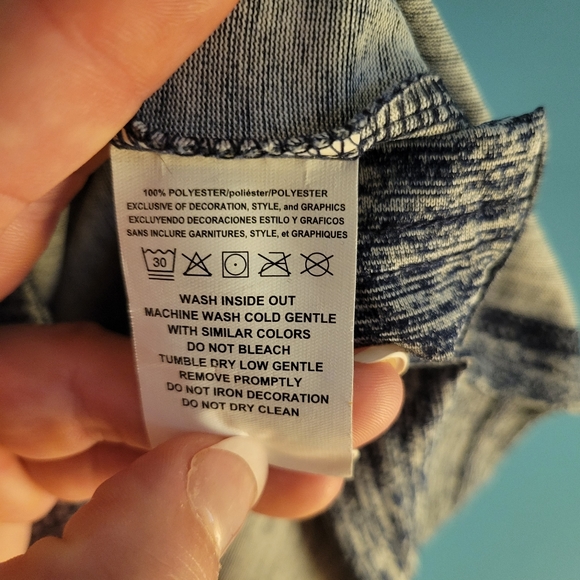 100% POLYESTER/poliéster/POLYESTER
EXCLUSIVE OF DECORATION, STYLE, and GRAPHICS
EXCLUYENDO DECORACIONES ESTILO Y GRAFICOS
SANS INCLURE GARNITURES, STYLE, et GRAPHIQUES
30
WASH INSIDE OUT
MACHINE WASH COLD GENTLE
WITH SIMILAR COLORS
DO NOT BLEACH
TUMBLE DRY LOW GENTLE
REMOVE PROMPTLY
DO NOT IRON DECORATION
DO NOT DRY CLEAN